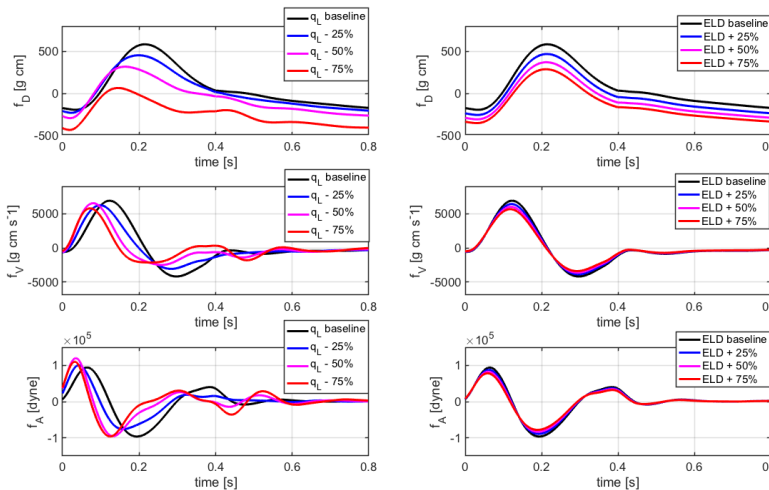 q_L baseline
q_L - 25%
q_L - 50%
q_L - 75%
500
0
-500
f_D [g cm]
0 0.2 0.4 0.6 0.8
time [s]
ELD baseline
ELD + 25%
ELD + 50%
ELD + 75%
500
0
-500
f_D [g cm]
0 0.2 0.4 0.6 0.8
time [s]
q_L baseline
q_L - 25%
q_L - 50%
q_L - 75%
5000
0
-5000
f_V [g cm s-1]
0 0.2 0.4 0.6 0.8
time [s]
ELD baseline
ELD + 25%
ELD + 50%
ELD + 75%
5000
0
-5000
f_V [g cm s-1]
0 0.2 0.4 0.6 0.8
time [s]
× 10^5
q_L baseline
q_L - 25%
q_L - 50%
q_L - 75%
1
0
-1
f_A [dyne]
0 0.2 0.4 0.6 0.8
time [s]
× 10^5
ELD baseline
ELD + 25%
ELD + 50%
ELD + 75%
1
0
-1
f_A [dyne]
0 0.2 0.4 0.6 0.8
time [s]